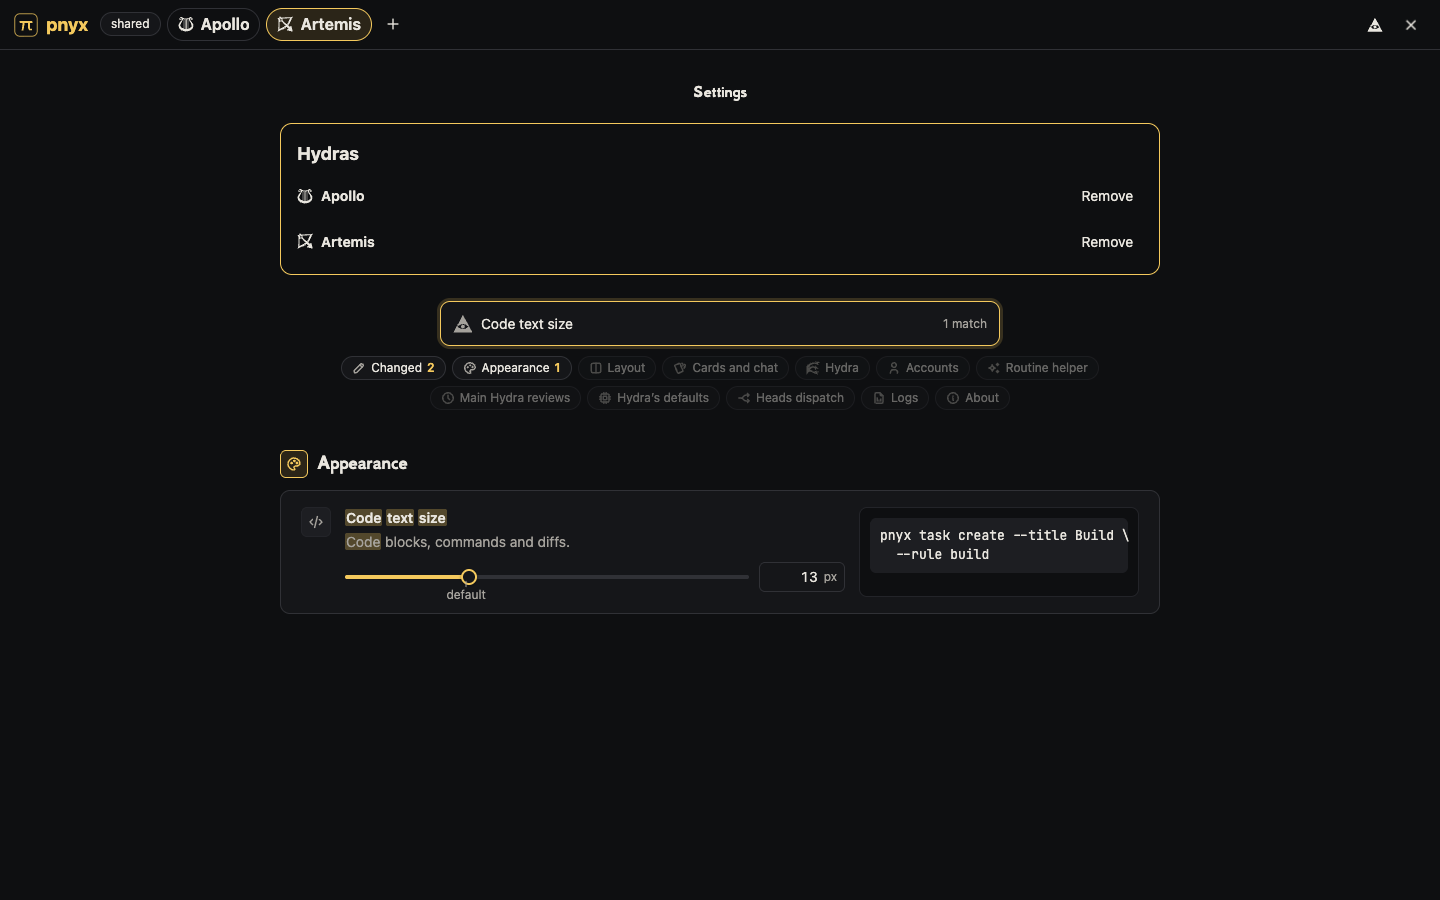 π pnyx shared Apollo Artemis +
Settings
Hydras
Apollo Remove
Artemis Remove
Code text size 1 match
Changed 2 Appearance 1 Layout Cards and chat Hydra Accounts Routine helper
Main Hydra reviews Hydra's defaults Heads dispatch Logs About
Appearance
</> Code text size
Code blocks, commands and diffs.
13 px
default
pnyx task create --title Build \
--rule build